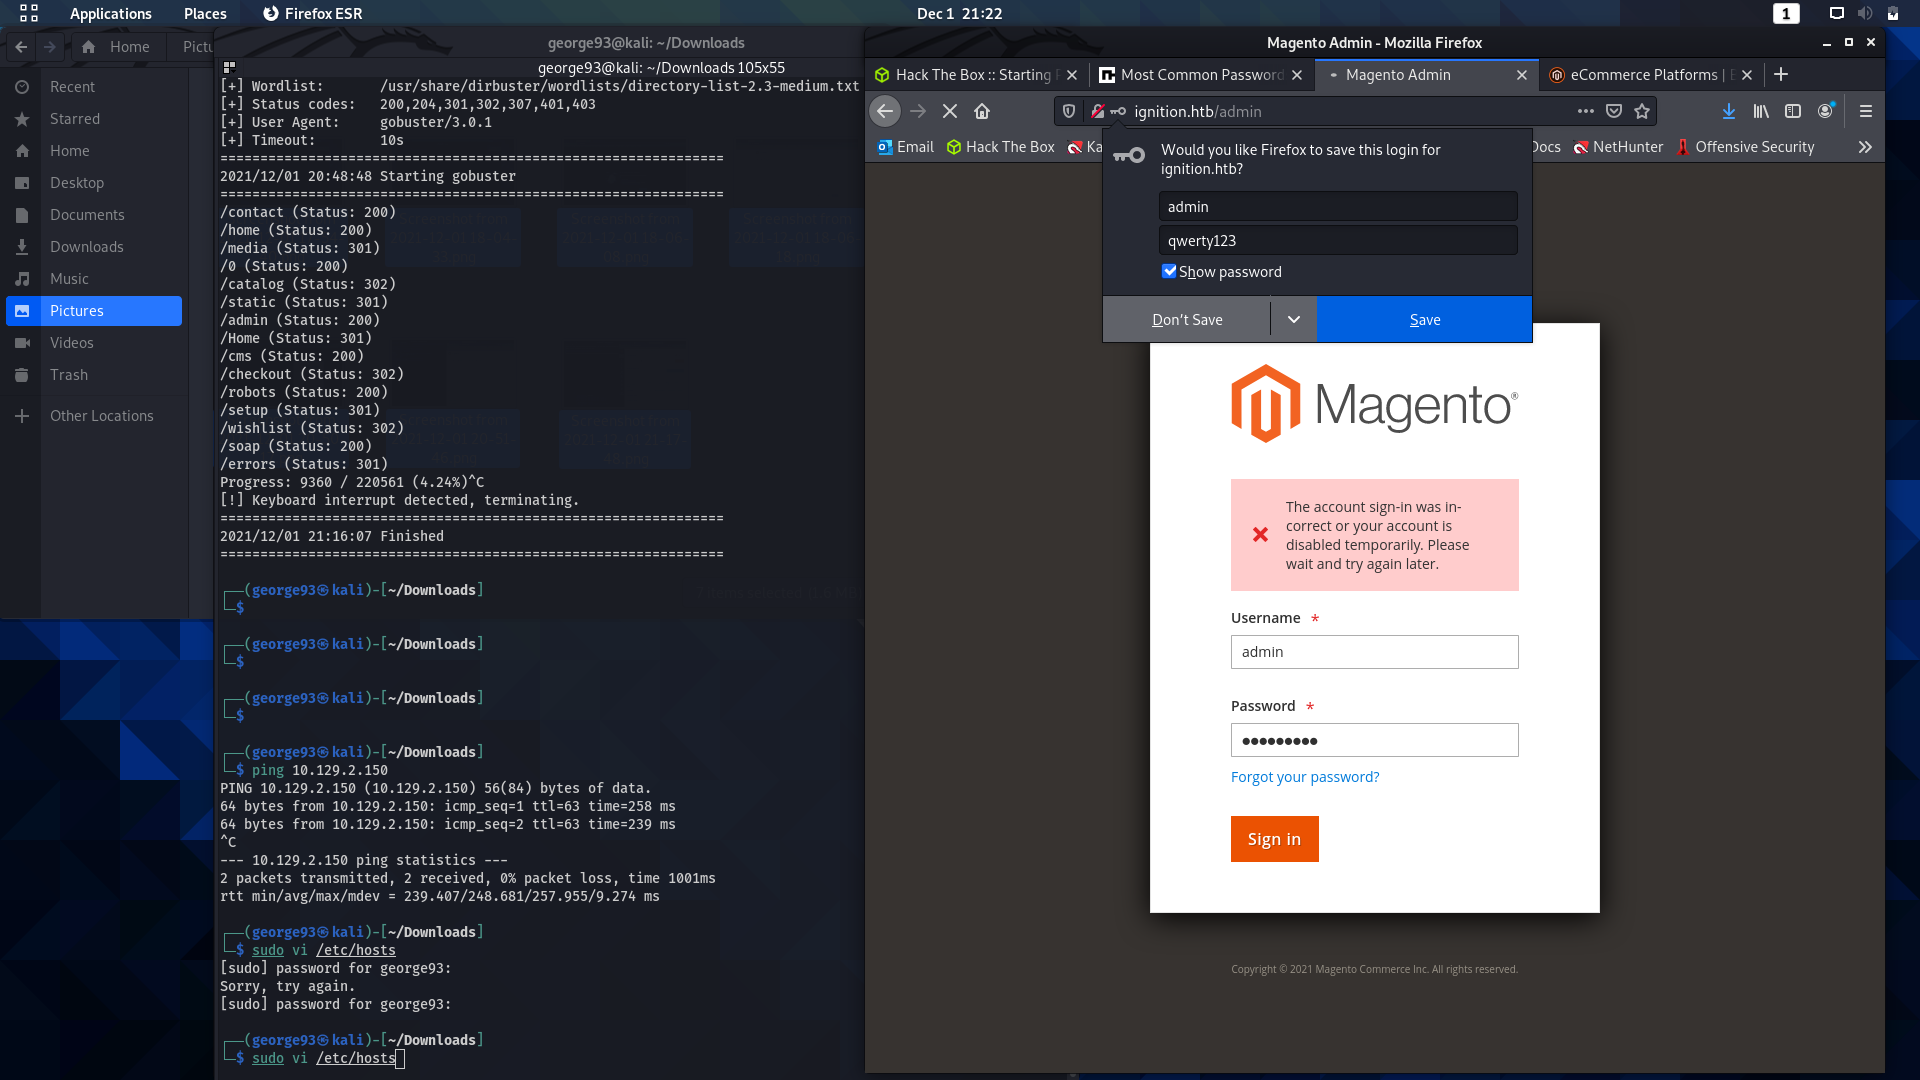 Applications Places Firefox ESR Dec 1 21:22 1
Home Pictu
Recent
Starred
Home
Desktop
Documents
Downloads
Music
Pictures
Videos
Trash
Other Locations
george93@kali: ~/Downloads
george93@kali: ~/Downloads 105x55
[+] Wordlist: /usr/share/dirbuster/wordlists/directory-list-2.3-medium.txt
[+] Status codes: 200,204,301,302,307,401,403
[+] User Agent: gobuster/3.0.1
[+] Timeout: 10s
===============================================================
2021/12/01 20:48:48 Starting gobuster
===============================================================
/contact (Status: 200)
/home (Status: 200)
/media (Status: 301)
/0 (Status: 200)
/catalog (Status: 302)
/static (Status: 301)
/admin (Status: 200)
/Home (Status: 301)
/cms (Status: 200)
/checkout (Status: 302)
/robots (Status: 200)
/setup (Status: 301)
/wishlist (Status: 302)
/soap (Status: 200)
/errors (Status: 301)
Progress: 9360 / 220561 (4.24%)^C
[!] Keyboard interrupt detected, terminating.
===============================================================
2021/12/01 21:16:07 Finished
===============================================================
┌──(george93㉿kali)-[~/Downloads]
└─$
┌──(george93㉿kali)-[~/Downloads]
└─$
┌──(george93㉿kali)-[~/Downloads]
└─$
┌──(george93㉿kali)-[~/Downloads]
└─$ ping 10.129.2.150
PING 10.129.2.150 (10.129.2.150) 56(84) bytes of data.
64 bytes from 10.129.2.150: icmp_seq=1 ttl=63 time=258 ms
64 bytes from 10.129.2.150: icmp_seq=2 ttl=63 time=239 ms
^C
--- 10.129.2.150 ping statistics ---
2 packets transmitted, 2 received, 0% packet loss, time 1001ms
rtt min/avg/max/mdev = 239.407/248.681/257.955/9.274 ms
┌──(george93㉿kali)-[~/Downloads]
└─$ sudo vi /etc/hosts
[sudo] password for george93:
Sorry, try again.
[sudo] password for george93:
┌──(george93㉿kali)-[~/Downloads]
└─$ sudo vi /etc/hosts
Magento Admin - Mozilla Firefox
Hack The Box :: Starting Most Common Password Magento Admin eCommerce Platforms |
ignition.htb/admin
Email Hack The Box Ka Docs NetHunter Offensive Security
Would you like Firefox to save this login for
ignition.htb?
admin
qwerty123
Show password
Don't Save Save
Magento®
The account sign-in was in-
correct or your account is
disabled temporarily. Please
wait and try again later.
Username *
admin
Password *
•••••••••
Forgot your password?
Sign in
Copyright © 2021 Magento Commerce Inc. All rights reserved.